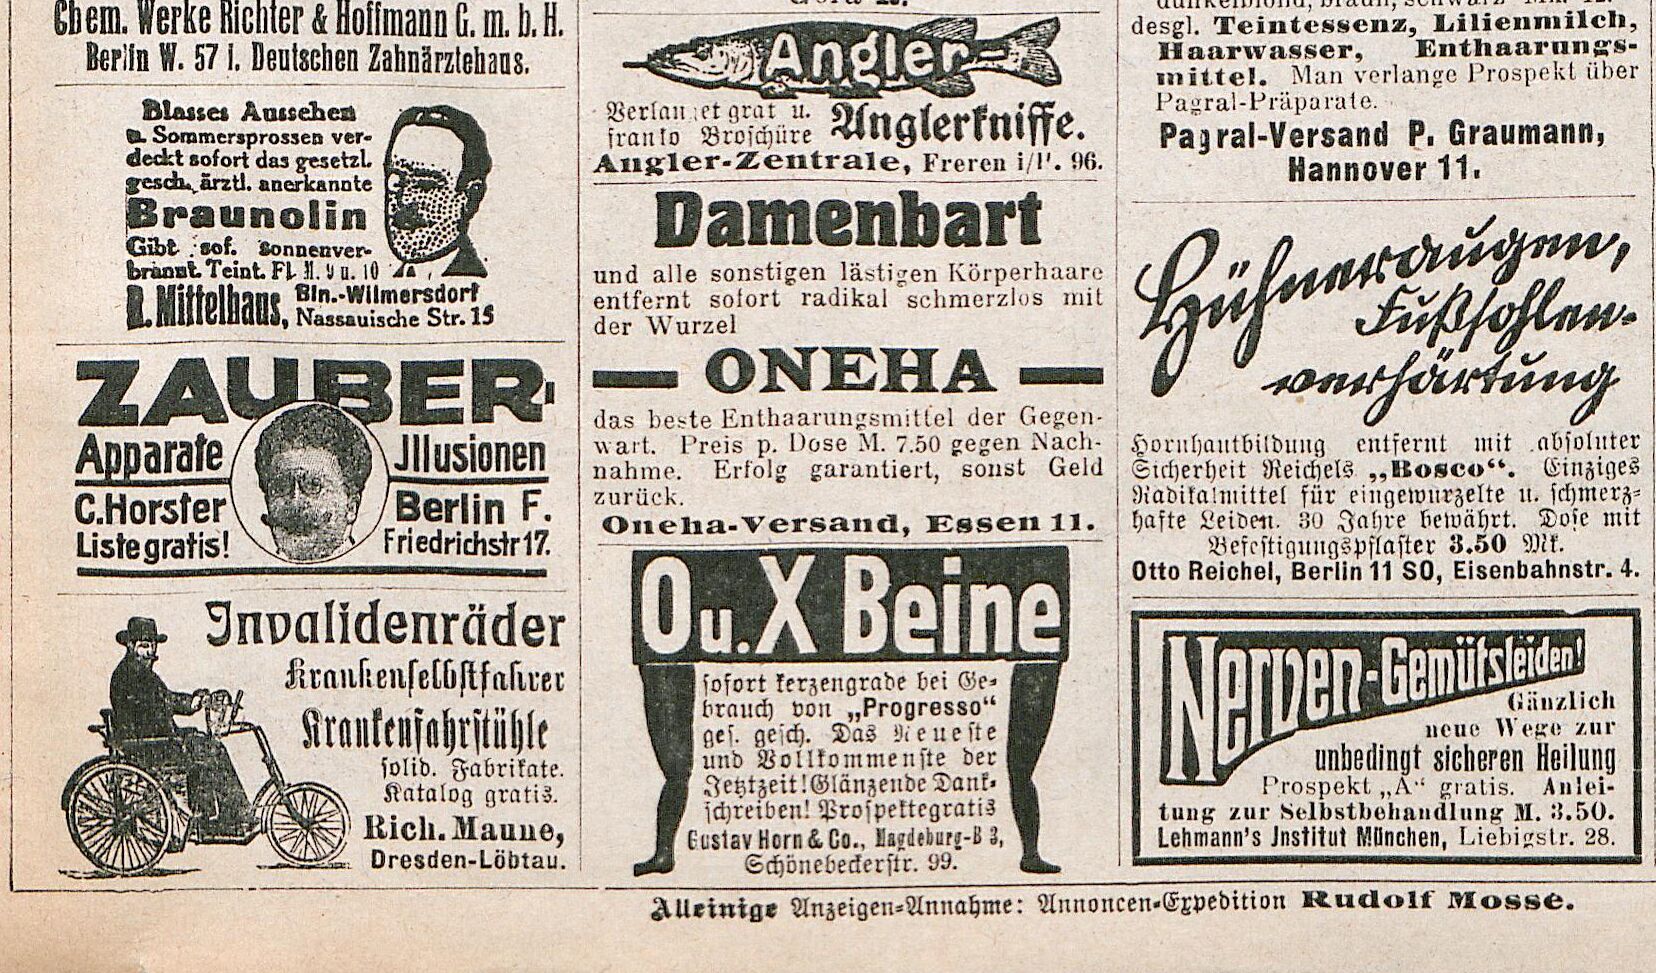 Chem. Werke Richter & Hoffmann G. m. b. H.
Berlin W. 57 i. Deutschen Zahnärztehaus.
Blasses Aussehen
u. Sommersprossen ver-
deckt sofort das gesetzl.
gesch. ärztl. anerkannte
Braunolin
Gibt sof. sonnenver-
brannt. Teint. Fl. M. 9 u. 10
R. Mittelhaus, Bln.-Wilmersdorf
Nassauische Str. 15
ZAUBER-
Apparate Jllusionen
C. Horster Berlin F.
Liste gratis! Friedrichstr 17.
Invalidenräder
Krankenselbstfahrer
Krankenfahrstühle
solid. Fabrikate.
Katalog gratis.
Rich. Maune,
Dresden-Löbtau.
Angler-
Verlanget grat u.
franko Broschüre Anglerkniffe.
Angler-Zentrale, Freren 96.
Damenbart
und alle sonstigen lästigen Körperhaare
entfernt sofort radikal schmerzlos mit
der Wurzel
ONEHA
das beste Enthaarungsmittel der Gegen-
wart. Preis p. Dose M. 7.50 gegen Nach-
nahme. Erfolg garantiert, sonst Geld
zurück.
Oneha-Versand, Essen 11.
O u. X Beine
sofort kerzengrade bei Ge-
brauch von „Progresso“
ges. gesch. Das Neueste
und Vollkommenste der
Jetztzeit! Glänzende Dank-
schreiben! Prospekte gratis
Gustav Horn & Co., Magdeburg-B 3,
Schönebeckerstr. 99.
desgl. Teintessenz, Lilienmilch,
Haarwasser, Enthaarungs-
mittel. Man verlange Prospekt über
Pagral-Präparate.
Pagral-Versand P. Graumann,
Hannover 11.
Hühneraugen,
Fußsohlen-
verhärtung
Hornhautbildung entfernt mit absoluter
Sicherheit Reichels „Bosco“. Einziges
Radikalmittel für eingewurzelte u. schmerz-
hafte Leiden. 30 Jahre bewährt. Dose mit
Befestigungspflaster 3.50 Mk.
Otto Reichel, Berlin 11 SO, Eisenbahnstr. 4.
Nerven-Gemütsleiden!
Gänzlich
neue Wege zur
unbedingt sicheren Heilung
Prospekt „A“ gratis. Anlei-
tung zur Selbstbehandlung M. 3.50.
Lehmann's Jnstitut München, Liebigstr. 28.
Alleinige Anzeigen-Annahme: Annoncen-Expedition Rudolf Mosse.